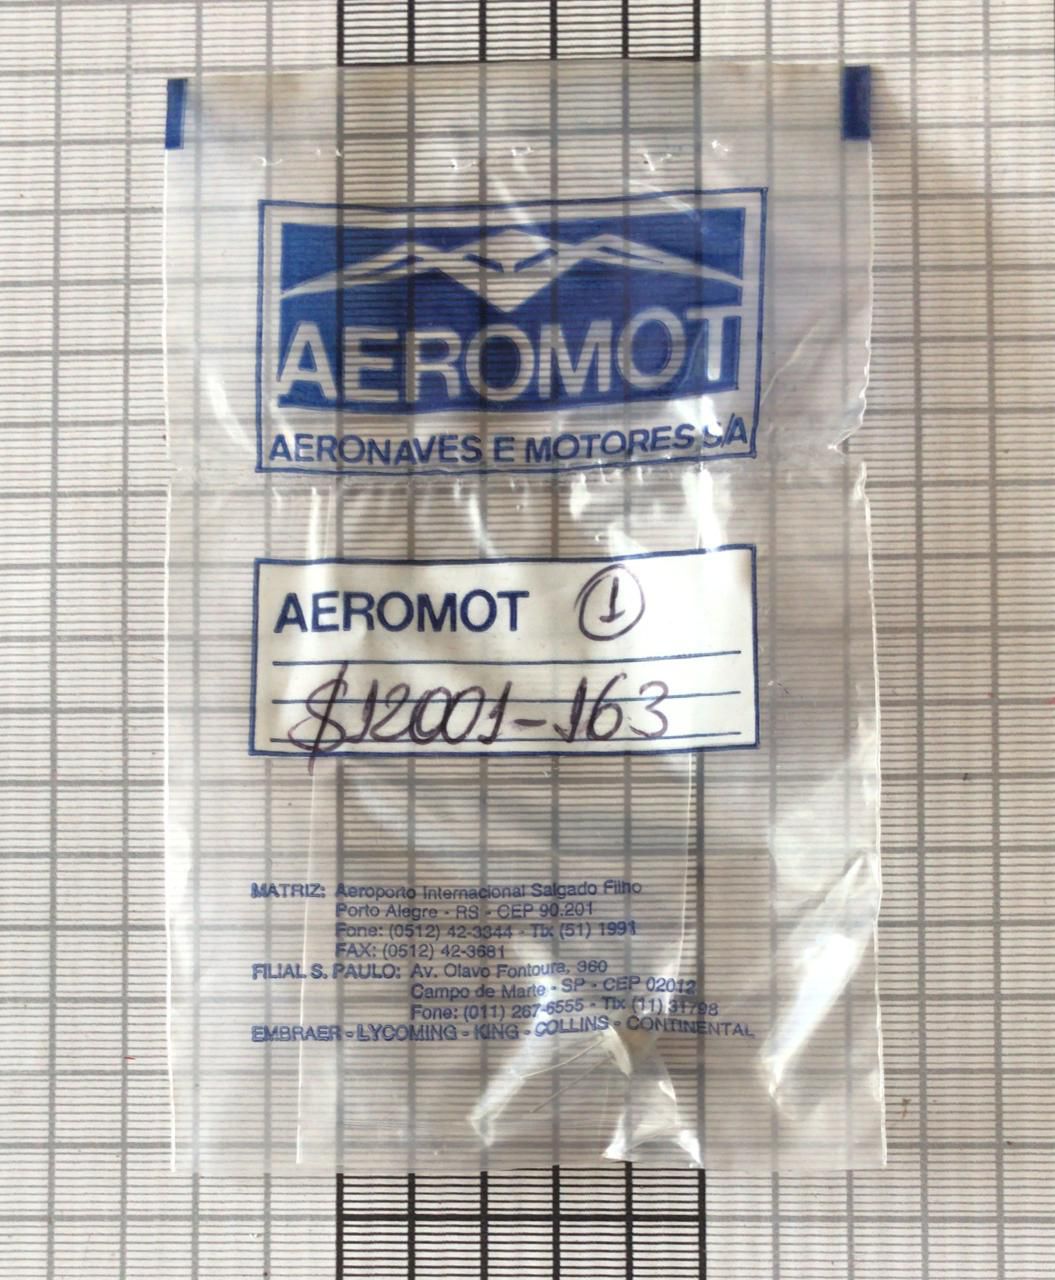 AEROMOT
AERONAVES E MOTORES S/A
AEROMOT 1
S12001-163
MATRIZ: Aeroporto Internacional Salgado Filho
Porto Alegre - RS - CEP 90.201
Fone: (0512) 42-3344 - Tlx (51) 1991
FAX: (0512) 42-3681
FILIAL S. PAULO: Av. Olavo Fontoura, 360
Campo de Marte - SP - CEP 02012
Fone: (011) 267-6555 - Tlx (11) 31798
EMBRAER - LYCOMING - KING - COLLINS - CONTINENTAL